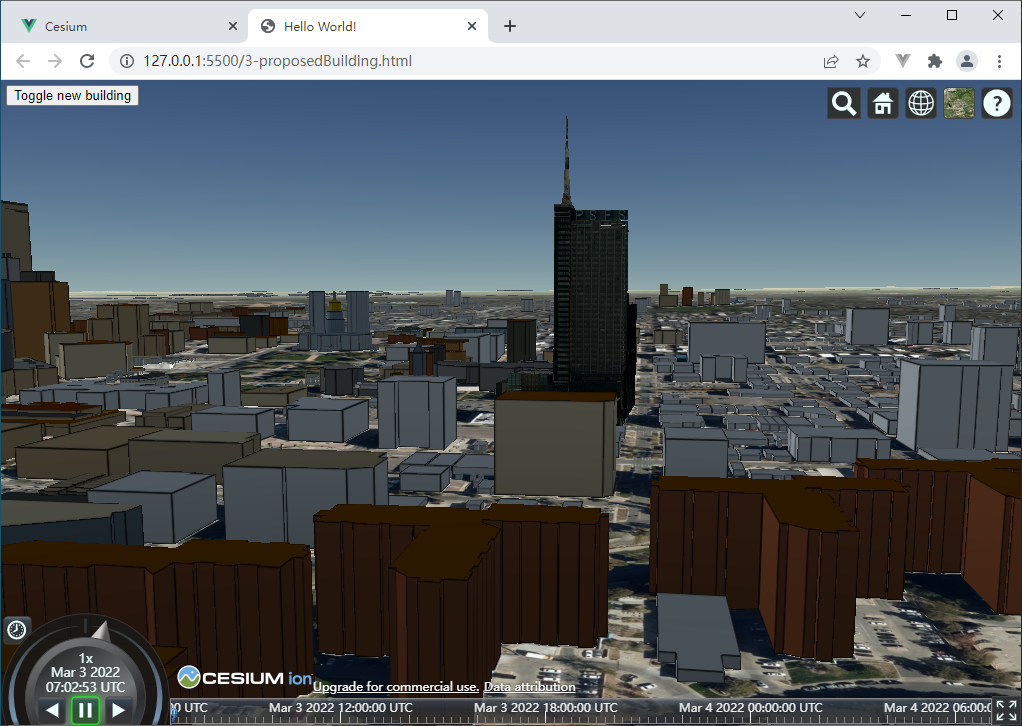 Cesium
Hello World!
127.0.0.1:5500/3-proposedBuilding.html
Toggle new building
?
1x
Mar 3 2022
07:02:53 UTC
CESIUM ion
Upgrade for commercial use. Data attribution
00 UTC
Mar 3 2022 12:00:00 UTC
Mar 3 2022 18:00:00 UTC
Mar 4 2022 00:00:00 UTC
Mar 4 2022 06:00:0